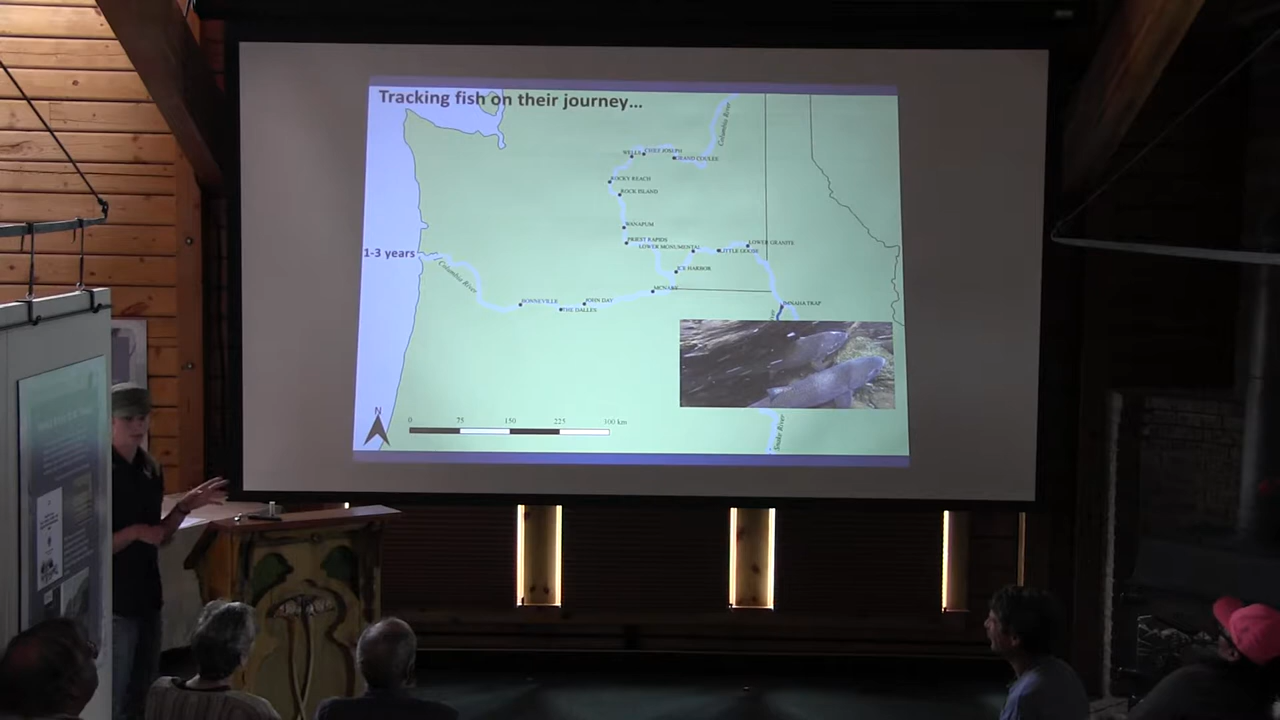 Tracking fish on their journey...
Columbia River
WELLS
CHIEF JOSEPH
GRAND COULEE
ROCKY REACH
ROCK ISLAND
WANAPUM
PRIEST RAPIDS
LOWER MONUMENTAL
LITTLE GOOSE
LOWER GRANITE
1-3 years
Columbia River
ICE HARBOR
MCNARY
BONNEVILLE
THE DALLES
JOHN DAY
IMNAHA TRAP
N
0 75 150 225 300 km
Snake River